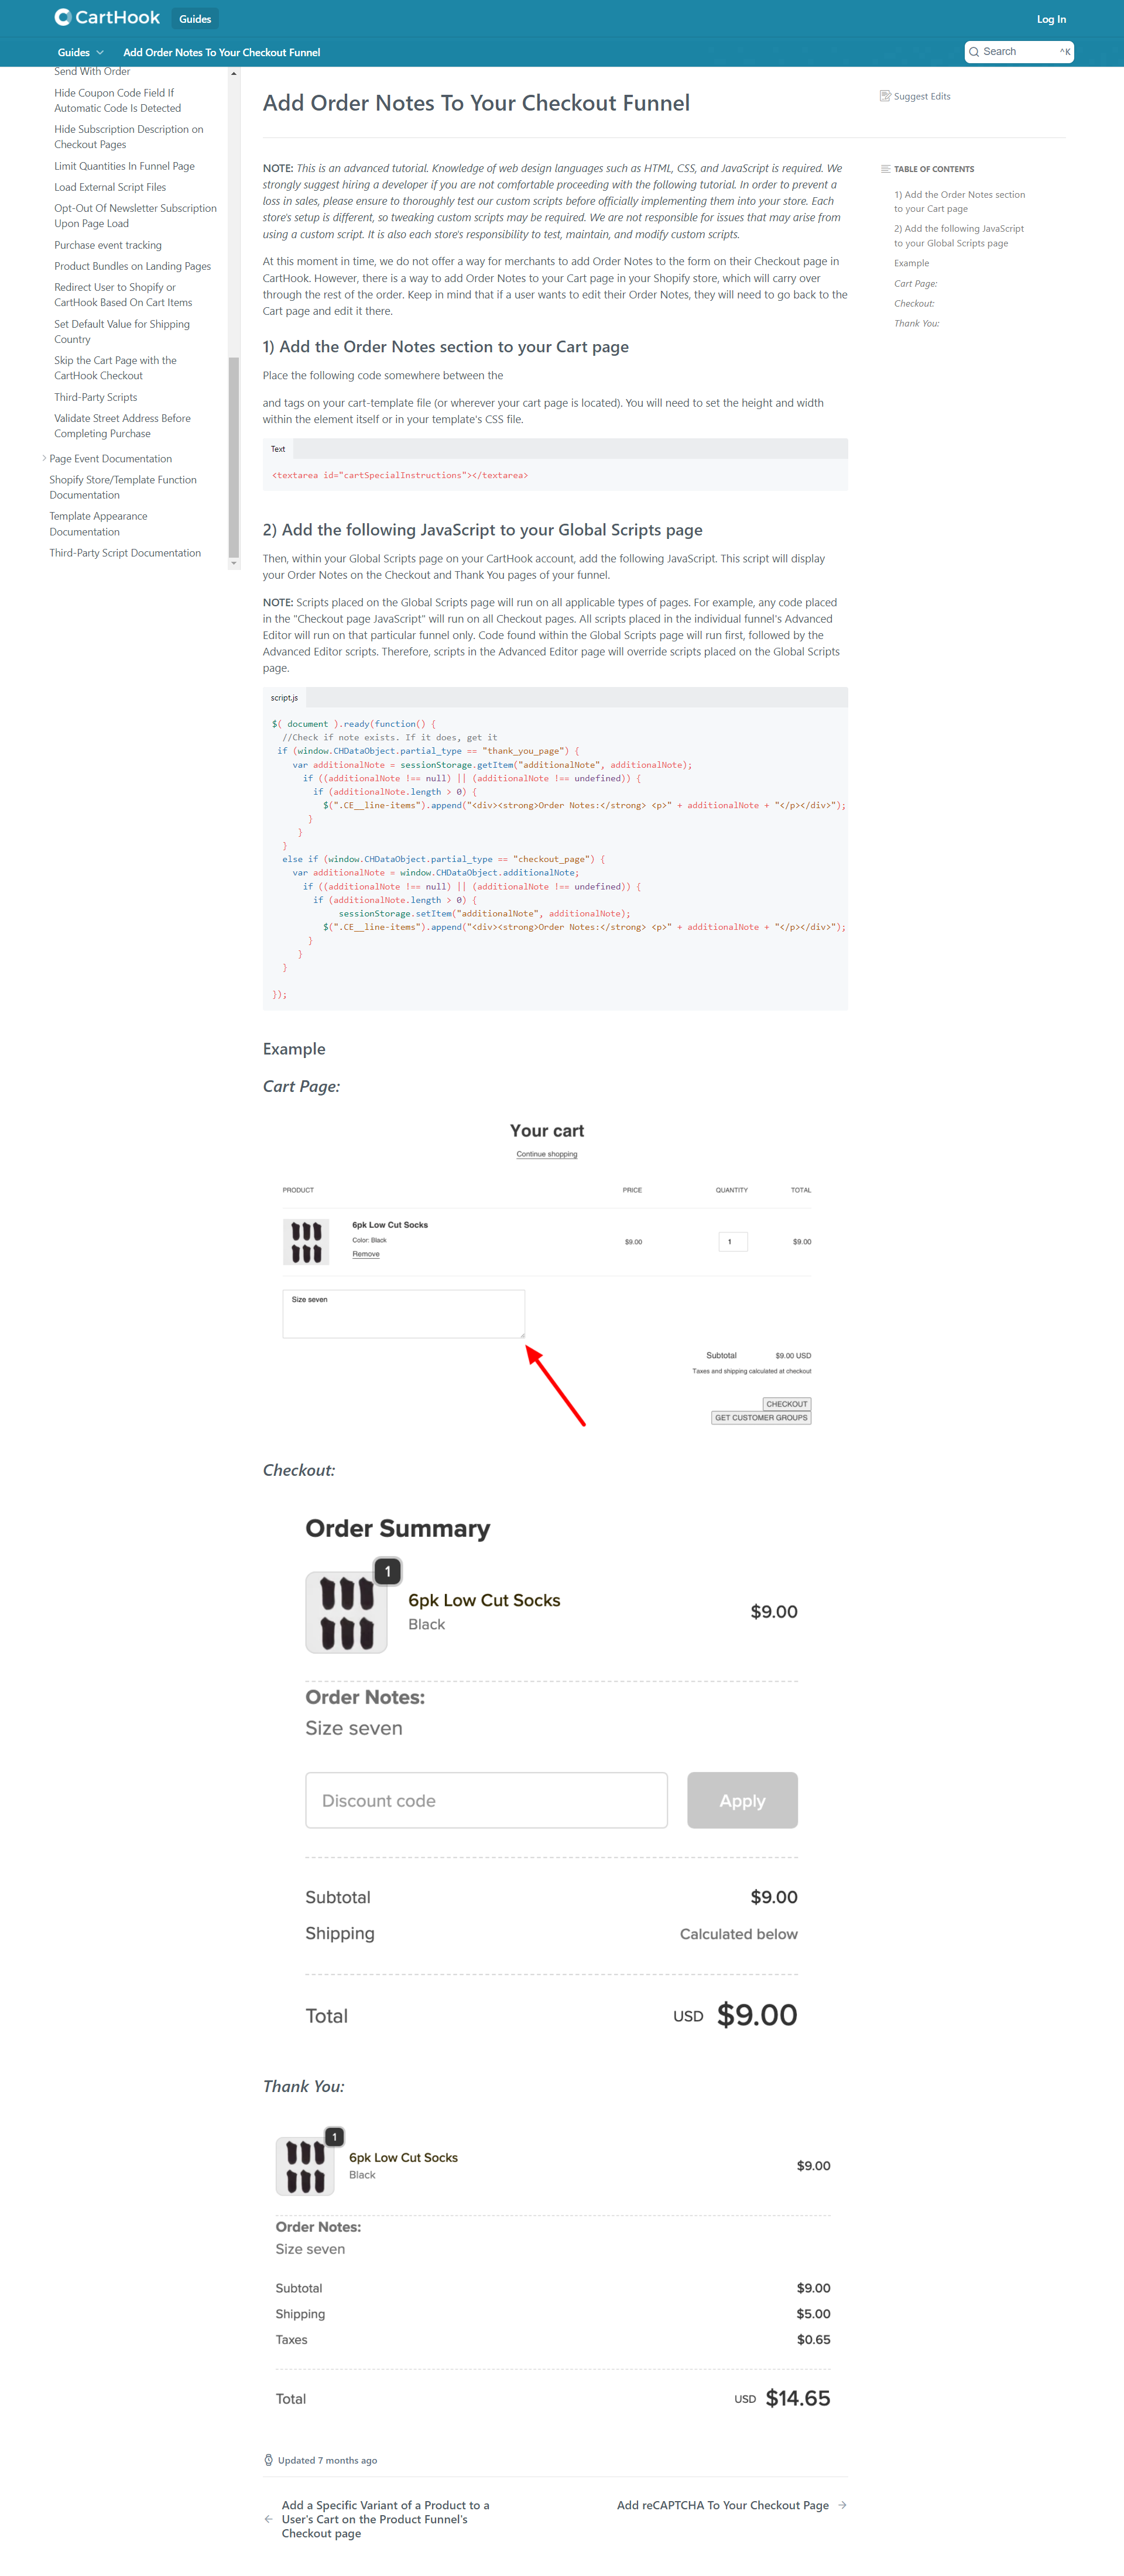 CartHook
Guides
Log In
Guides
Add Order Notes To Your Checkout Funnel
Search
^K
Send With Order
Hide Coupon Code Field If
Automatic Code Is Detected
Hide Subscription Description on
Checkout Pages
Limit Quantities In Funnel Page
Load External Script Files
Opt-Out Of Newsletter Subscription
Upon Page Load
Purchase event tracking
Product Bundles on Landing Pages
Redirect User to Shopify or
CartHook Based On Cart Items
Set Default Value for Shipping
Country
Skip the Cart Page with the
CartHook Checkout
Third-Party Scripts
Validate Street Address Before
Completing Purchase
Page Event Documentation
Shopify Store/Template Function
Documentation
Template Appearance
Documentation
Third-Party Script Documentation
Add Order Notes To Your Checkout Funnel
Suggest Edits
TABLE OF CONTENTS
1) Add the Order Notes section
to your Cart page
2) Add the following JavaScript
to your Global Scripts page
Example
Cart Page:
Checkout:
Thank You:
NOTE: This is an advanced tutorial. Knowledge of web design languages such as HTML, CSS, and JavaScript is required. We
strongly suggest hiring a developer if you are not comfortable proceeding with the following tutorial. In order to prevent a
loss in sales, please ensure to thoroughly test our custom scripts before officially implementing them into your store. Each
store's setup is different, so tweaking custom scripts may be required. We are not responsible for issues that may arise from
using a custom script. It is also each store's responsibility to test, maintain, and modify custom scripts.
At this moment in time, we do not offer a way for merchants to add Order Notes to the form on their Checkout page in
CartHook. However, there is a way to add Order Notes to your Cart page in your Shopify store, which will carry over
through the rest of the order. Keep in mind that if a user wants to edit their Order Notes, they will need to go back to the
Cart page and edit it there.
1) Add the Order Notes section to your Cart page
Place the following code somewhere between the
and tags on your cart-template file (or wherever your cart page is located). You will need to set the height and width
within the element itself or in your template's CSS file.
Text
<textarea id="cartSpecialInstructions"></textarea>
2) Add the following JavaScript to your Global Scripts page
Then, within your Global Scripts page on your CartHook account, add the following JavaScript. This script will display
your Order Notes on the Checkout and Thank You pages of your funnel.
NOTE: Scripts placed on the Global Scripts page will run on all applicable types of pages. For example, any code placed
in the "Checkout page JavaScript" will run on all Checkout pages. All scripts placed in the individual funnel's Advanced
Editor will run on that particular funnel only. Code found within the Global Scripts page will run first, followed by the
Advanced Editor scripts. Therefore, scripts in the Advanced Editor page will override scripts placed on the Global Scripts
page.
script.js
$( document ).ready(function() {
//Check if note exists. If it does, get it
if (window.CHDataObject.partial_type == "thank_you_page") {
var additionalNote = sessionStorage.getItem("additionalNote", additionalNote);
if ((additionalNote !== null) || (additionalNote !== undefined)) {
if (additionalNote.length > 0) {
$(".CE__line-items").append("<div><strong>Order Notes:</strong> <p>" + additionalNote + "</p></div>");
}
}
}
else if (window.CHDataObject.partial_type == "checkout_page") {
var additionalNote = window.CHDataObject.additionalNote;
if ((additionalNote !== null) || (additionalNote !== undefined)) {
if (additionalNote.length > 0) {
sessionStorage.setItem("additionalNote", additionalNote);
$(".CE__line-items").append("<div><strong>Order Notes:</strong> <p>" + additionalNote + "</p></div>");
}
}
}
});
Example
Cart Page:
Your cart
Continue shopping
PRODUCT PRICE QUANTITY TOTAL
6pk Low Cut Socks
Color: Black
Remove
$9.00 1 $9.00
Size seven
Subtotal $9.00 USD
Taxes and shipping calculated at checkout
CHECKOUT
GET CUSTOMER GROUPS
Checkout:
Order Summary
1
6pk Low Cut Socks
Black
$9.00
Order Notes:
Size seven
Discount code
Apply
Subtotal $9.00
Shipping Calculated below
Total USD $9.00
Thank You:
1
6pk Low Cut Socks
Black
$9.00
Order Notes:
Size seven
Subtotal $9.00
Shipping $5.00
Taxes $0.65
Total USD $14.65
Updated 7 months ago
Add a Specific Variant of a Product to a
User's Cart on the Product Funnel's
Checkout page
Add reCAPTCHA To Your Checkout Page